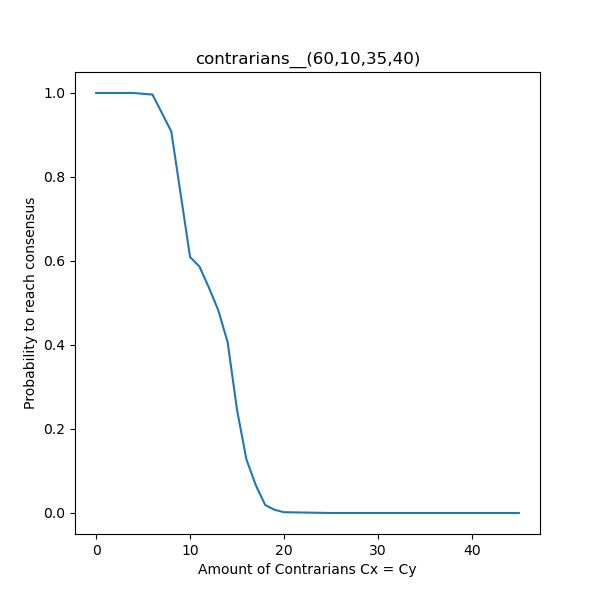 contrarians__(60,10,35,40)
Probability to reach consensus
1.0
0.8
0.6
0.4
0.2
0.0
0 10 20 30 40
Amount of Contrarians Cx = Cy